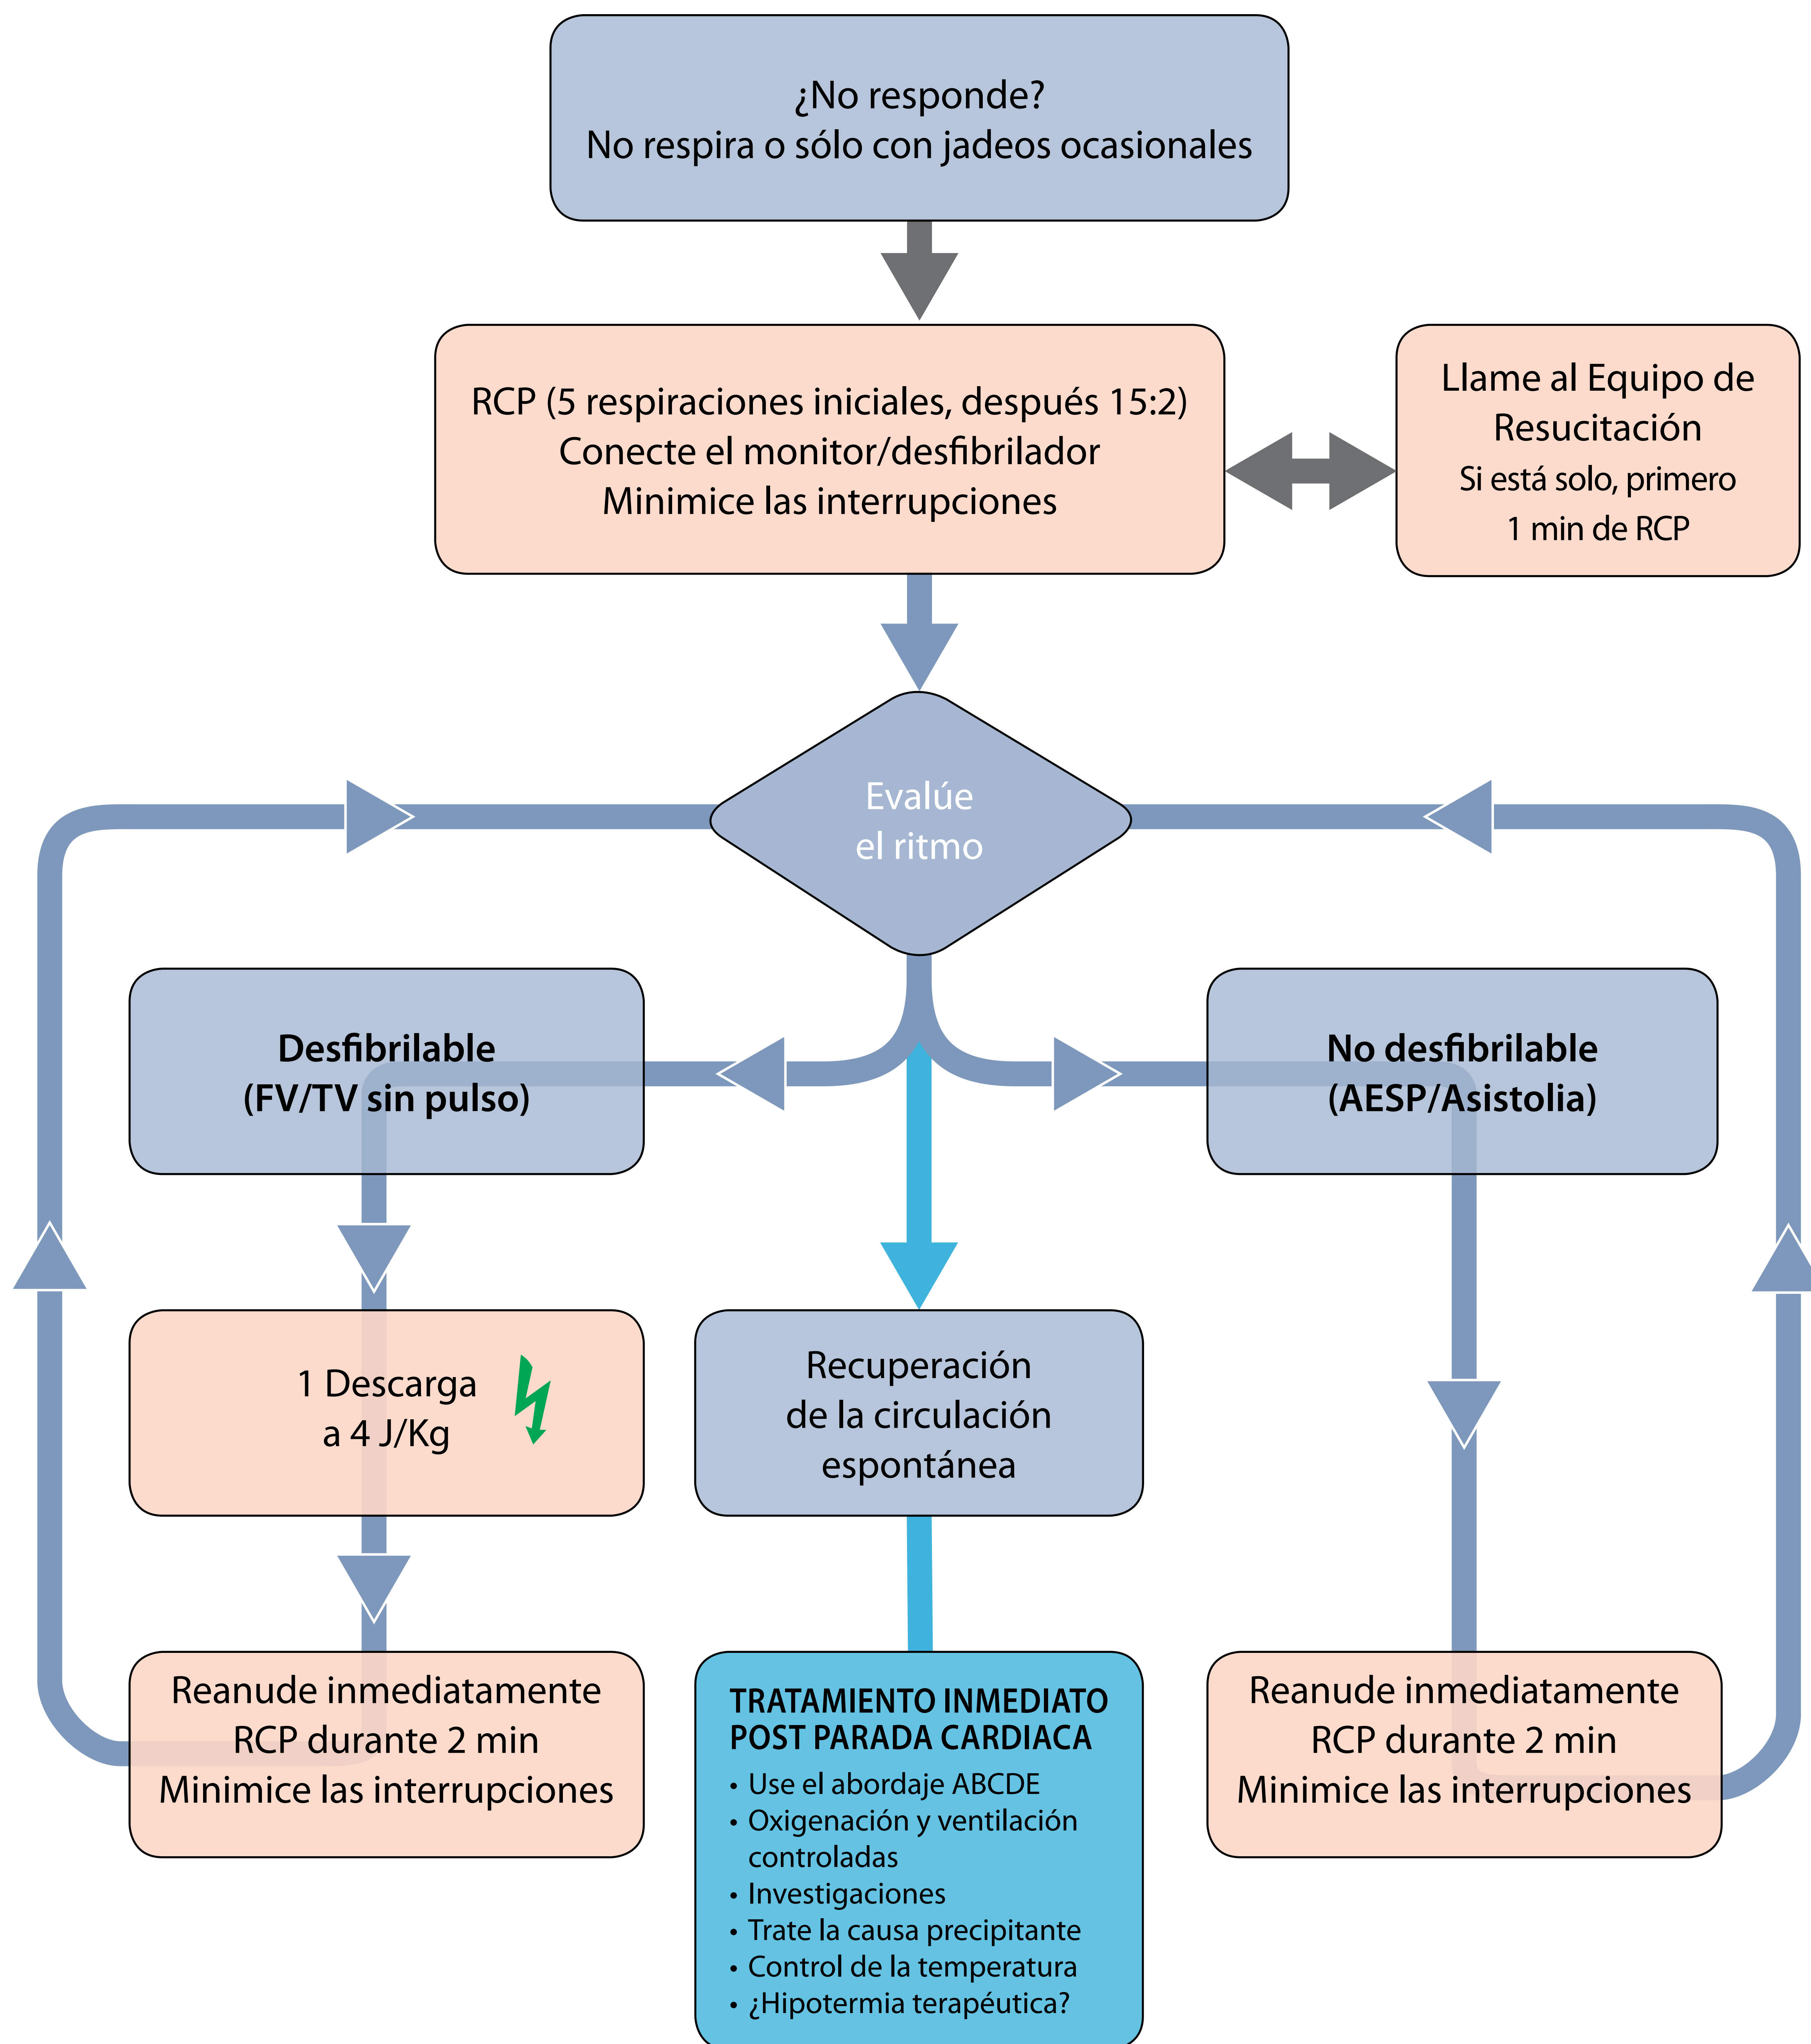 ¿No responde?
No respira o sólo con jadeos ocasionales
RCP (5 respiraciones iniciales, después 15:2)
Conecte el monitor/desfibrilador
Minimice las interrupciones
Llame al Equipo de
Resucitación
Si está solo, primero
1 min de RCP
Evalúe
el ritmo
Desfibrilable
(FV/TV sin pulso)
No desfibrilable
(AESP/Asistolia)
1 Descarga
a 4 J/Kg
Recuperación
de la circulación
espontánea
Reanude inmediatamente
RCP durante 2 min
Minimice las interrupciones
TRATAMIENTO INMEDIATO
POST PARADA CARDIACA
• Use el abordaje ABCDE
• Oxigenación y ventilación
controladas
• Investigaciones
• Trate la causa precipitante
• Control de la temperatura
• ¿Hipotermia terapéutica?
Reanude inmediatamente
RCP durante 2 min
Minimice las interrupciones